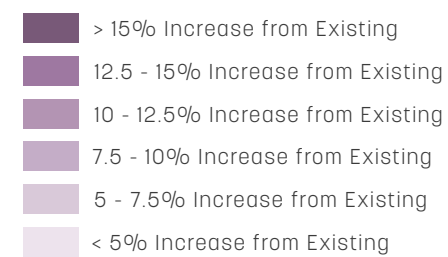 > 15% Increase from Existing
12.5 - 15% Increase from Existing
10 - 12.5% Increase from Existing
7.5 - 10% Increase from Existing
5 - 7.5% Increase from Existing
< 5% Increase from Existing